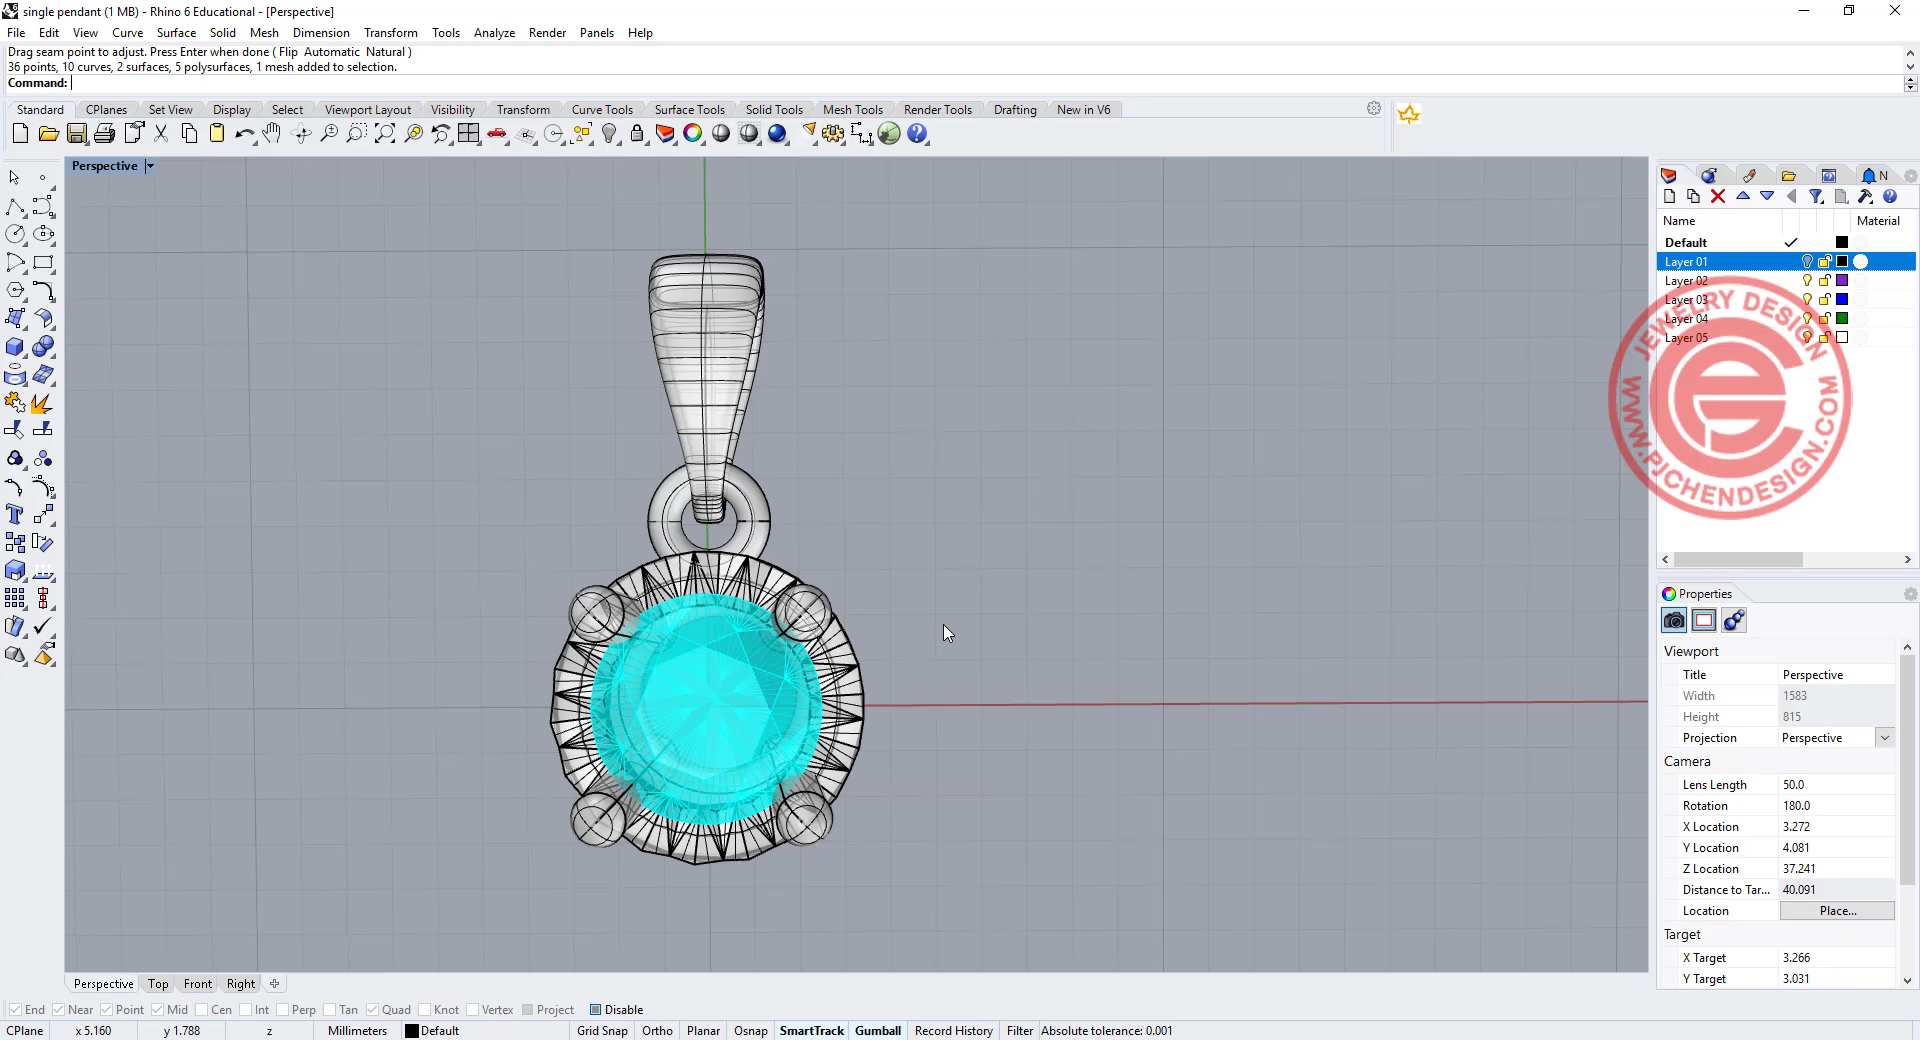 single pendant (1 MB) - Rhino 6 Educational - [Perspective]
File Edit View Curve Surface Solid Mesh Dimension Transform Tools Analyze Render Panels Help
Drag seam point to adjust. Press Enter when done ( Flip Automatic Natural )
36 points, 10 curves, 2 surfaces, 5 polysurfaces, 1 mesh added to selection.
Command:
Standard CPlanes Set View Display Select Viewport Layout Visibility Transform Curve Tools Surface Tools Solid Tools Mesh Tools Render Tools Drafting New in V6
Perspective
N
Name Material
Default
Layer 01
Layer 02
Layer 03
Layer 04
Layer 05
JEWELRY DESIGN
WWW.PJCHENDESIGN.COM
Properties
Viewport
Title Perspective
Width 1583
Height 815
Projection Perspective
Camera
Lens Length 50.0
Rotation 180.0
X Location 3.272
Y Location 4.081
Z Location 37.241
Distance to Tar... 40.091
Location Place...
Target
X Target 3.266
Y Target 3.031
Perspective Top Front Right
End Near Point Mid Cen Int Perp Tan Quad Knot Vertex Project Disable
CPlane x 5.160 y 1.788 z Millimeters Default Grid Snap Ortho Planar Osnap SmartTrack Gumball Record History Filter Absolute tolerance: 0.001